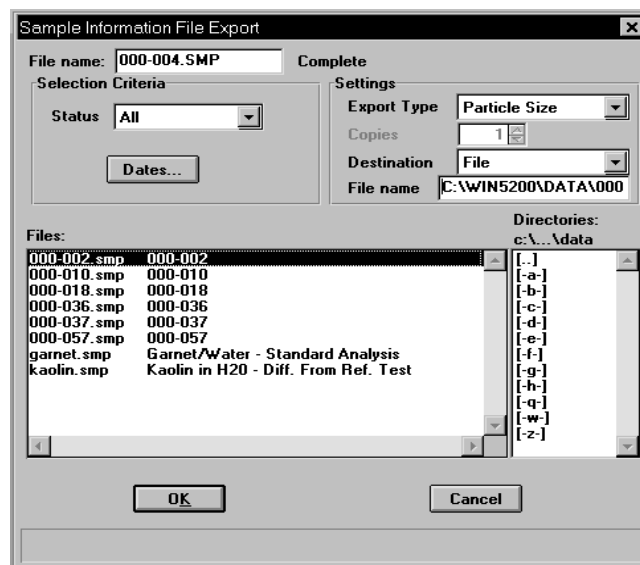 Sample Information File Export
File name: 000-004.SMP Complete
Selection Criteria
Status All
Dates...
Settings
Export Type Particle Size
Copies 1
Destination File
File name C:\WIN5200\DATA\000
Files:
000-002.smp 000-002
000-010.smp 000-010
000-018.smp 000-018
000-036.smp 000-036
000-037.smp 000-037
000-057.smp 000-057
garnet.smp Garnet/Water - Standard Analysis
kaolin.smp Kaolin in H20 - Diff. From Ref. Test
Directories:
c:\...\data
[..]
[-a-]
[-b-]
[-c-]
[-d-]
[-e-]
[-f-]
[-g-]
[-h-]
[-q-]
[-w-]
[-z-]
OK
Cancel